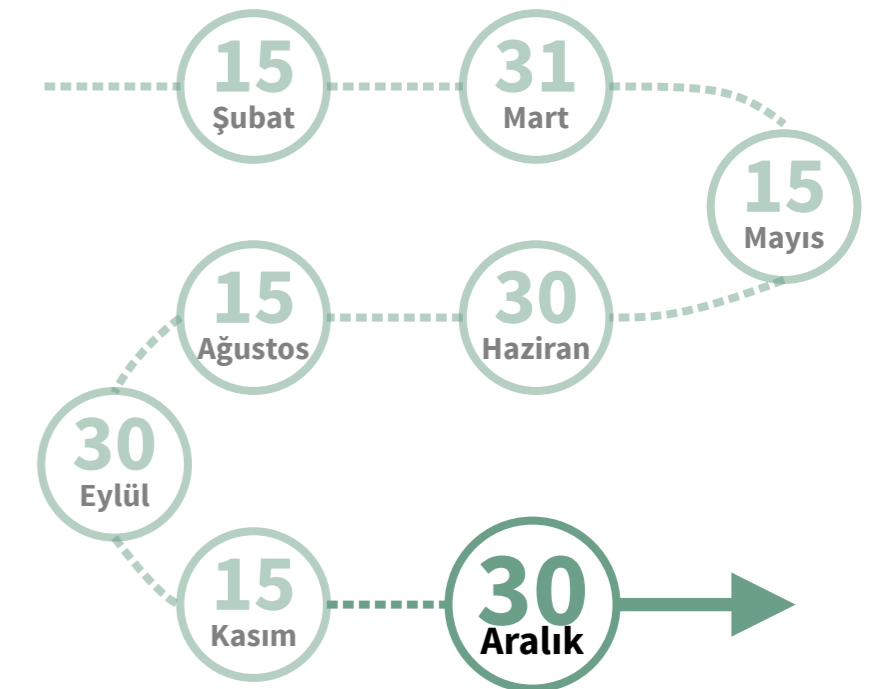 15
Şubat
31
Mart
15
Mayıs
30
Haziran
15
Ağustos
30
Eylül
15
Kasım
30
Aralık